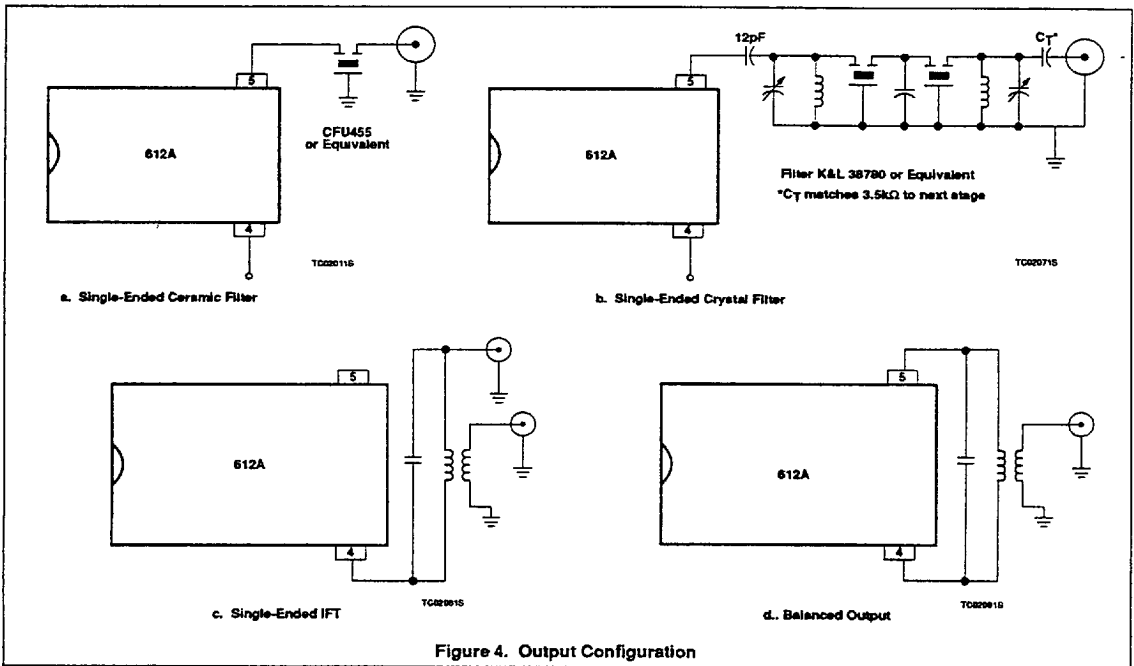 5
612A
CFU455
or Equivalent
4
TC02011S
a. Single-Ended Ceramic Filter
12pF
CT*
5
612A
Filter K&L 38780 or Equivalent
*CT matches 3.5kΩ to next stage
4
TC02071S
b. Single-Ended Crystal Filter
5
612A
4
TC02081S
c. Single-Ended IFT
5
612A
4
TC02091S
d.. Balanced Output
Figure 4. Output Configuration